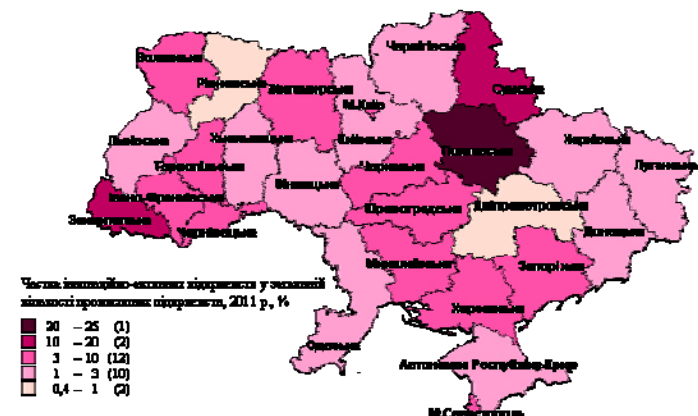 Чернігівська
Волинська
Сумська
Рівненська
Житомирська
М.Київ
Львівська
Хмельницька
Київська
Полтавська
Харківська
Луганська
Тернопільська
Черкаська
Вінницька
Івано-Франківська
Закарпатська
Чернівецька
Кіровоградська
Дніпропетровська
Донецька
Миколаївська
Запорізька
Частка інноваційно-активних підприємств у загальній
кількості промислових підприємств, 2011 р., %
20 – 25 (1)
10 – 20 (2)
3 – 10 (12)
1 – 3 (10)
0,4 – 1 (2)
Херсонська
Одеська
Автономна Республіка Крим
М.Севастополь